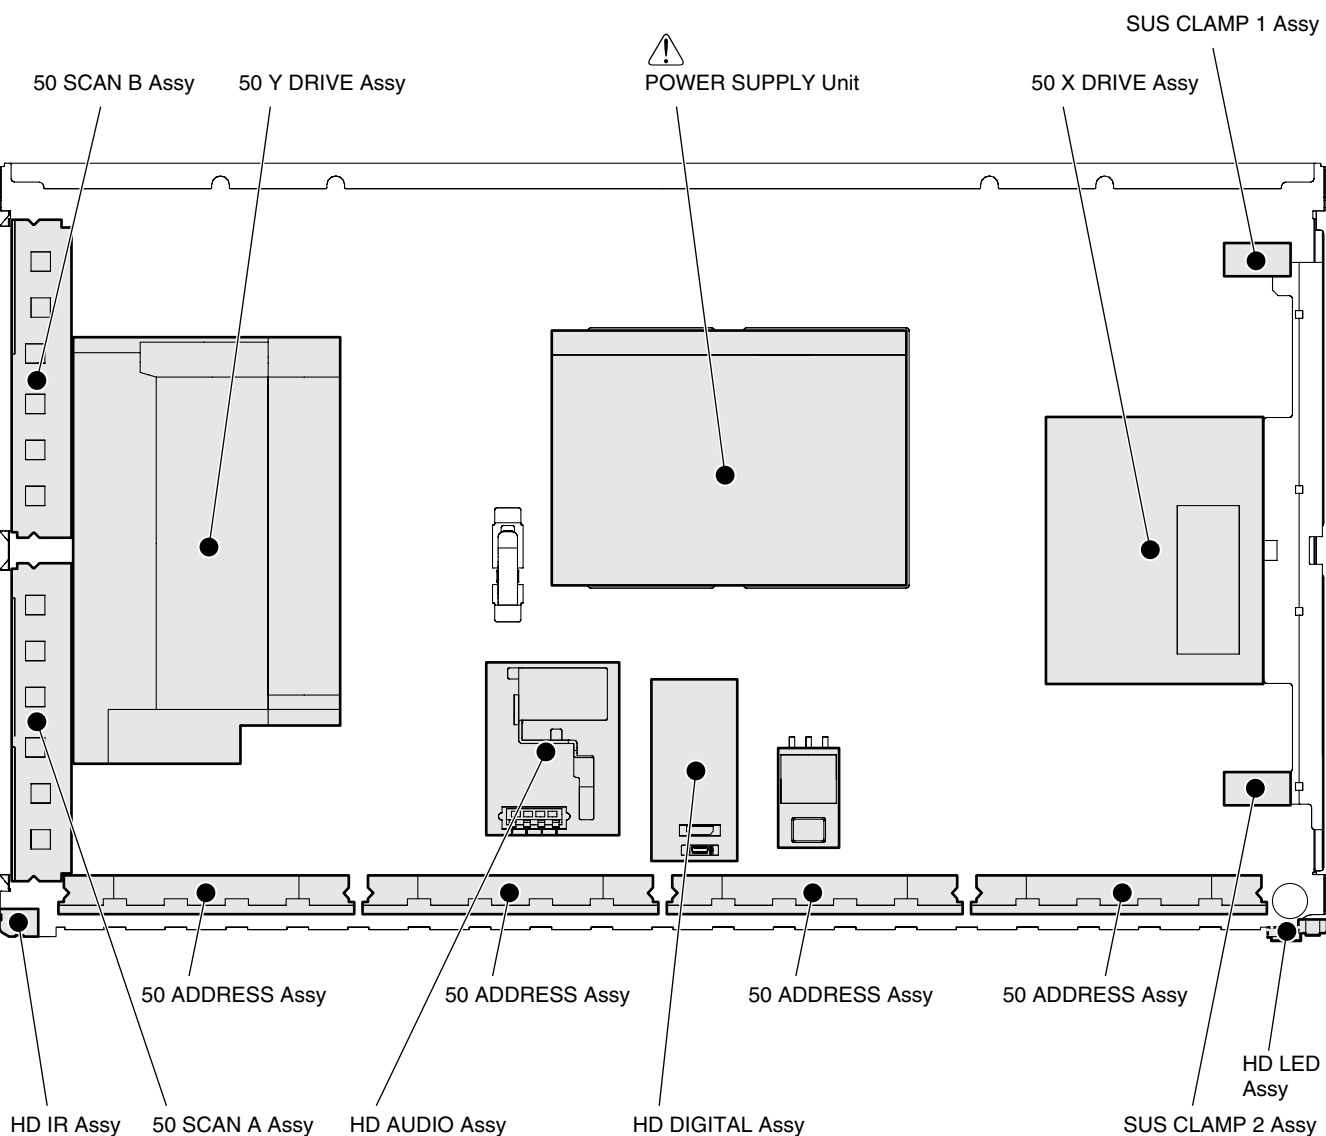 SUS CLAMP 1 Assy
50 SCAN B Assy
50 Y DRIVE Assy
POWER SUPPLY Unit
50 X DRIVE Assy
50 ADDRESS Assy
50 ADDRESS Assy
50 ADDRESS Assy
50 ADDRESS Assy
HD LED
Assy
HD IR Assy
50 SCAN A Assy
HD AUDIO Assy
HD DIGITAL Assy
SUS CLAMP 2 Assy